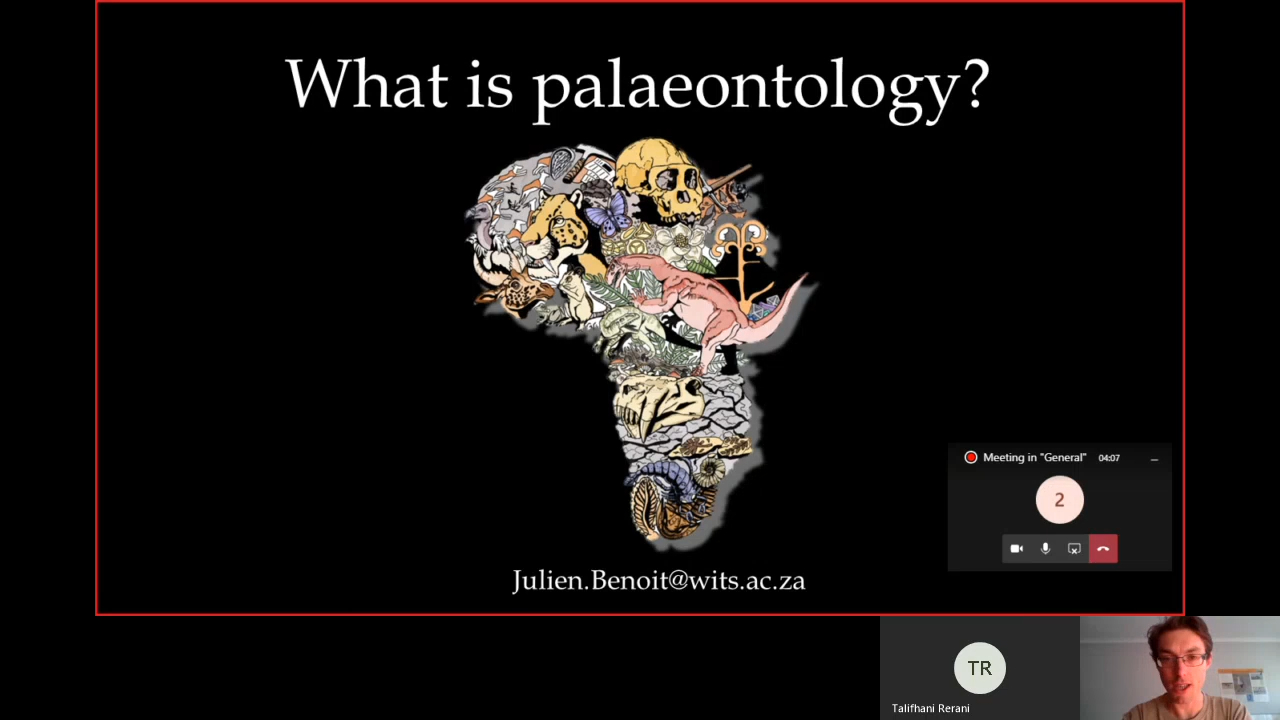 What is palaeontology?
Meeting in "General" 04:07
2
Julien.Benoit@wits.ac.za
TR
Talifhani Rerani